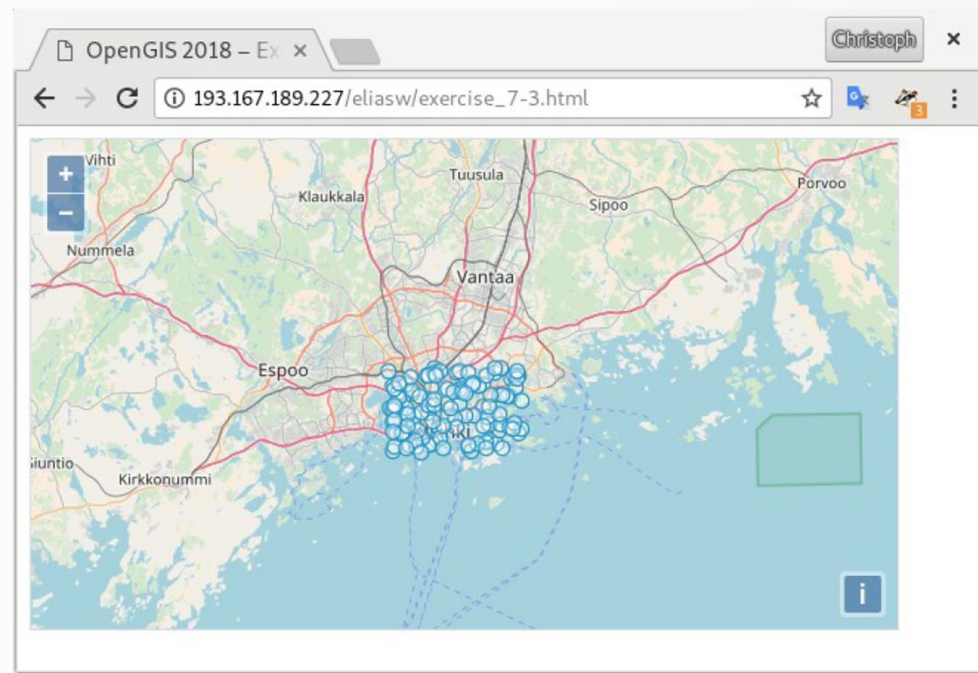 OpenGIS 2018 – Ex
Christoph
193.167.189.227/eliasw/exercise_7-3.html
3
+
Vihti
Tuusula
Porvoo
Klaukkala
Sipoo
–
Nummela
Vantaa
Espoo
Kirkkonummi
i